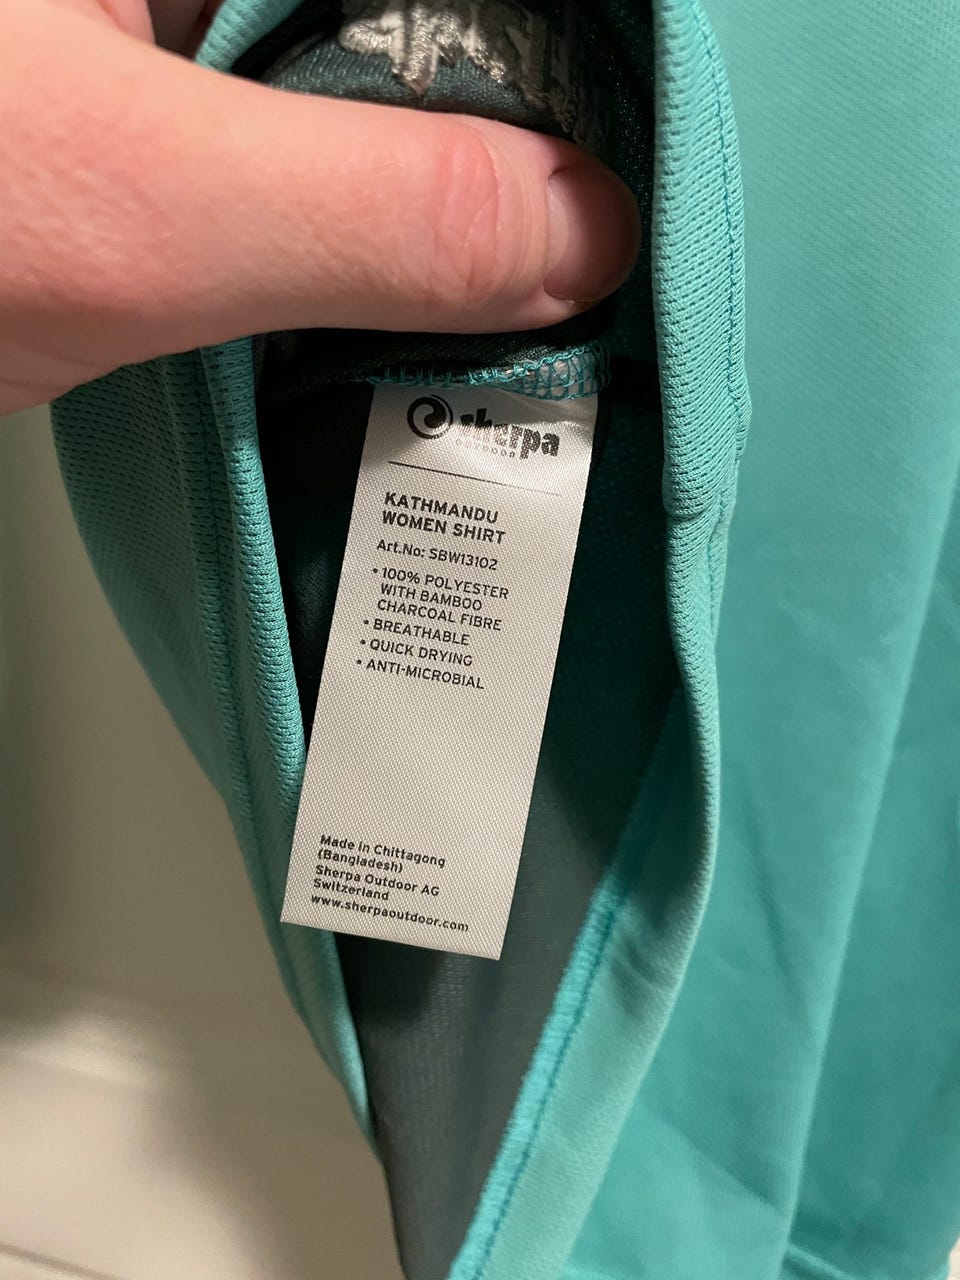 sherpa
OUTDOOR
KATHMANDU
WOMEN SHIRT
Art.No: SBW13102
• 100% POLYESTER
WITH BAMBOO
CHARCOAL FIBRE
• BREATHABLE
• QUICK DRYING
• ANTI-MICROBIAL
Made in Chittagong
(Bangladesh)
Sherpa Outdoor AG
Switzerland
www.sherpaoutdoor.com